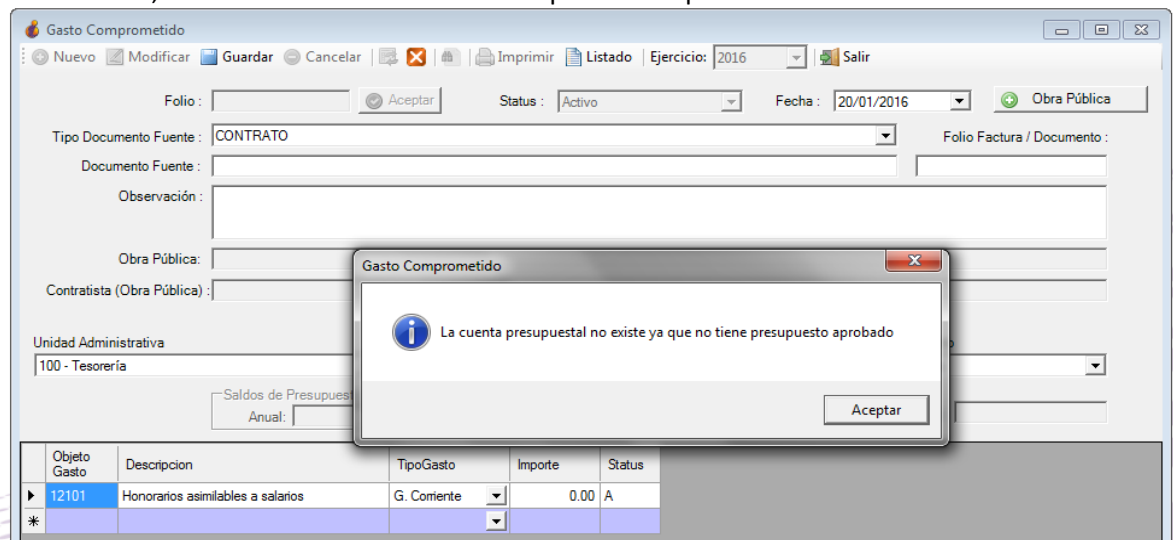 Gasto Comprometido
Nuevo Modificar Guardar Cancelar Imprimir Listado Ejercicio: 2016 Salir
Folio : Aceptar Status : Activo Fecha : 20/01/2016 Obra Pública
Tipo Documento Fuente : CONTRATO Folio Factura / Documento :
Documento Fuente :
Observación :
Obra Pública:
Contratista (Obra Pública) :
Gasto Comprometido
La cuenta presupuestal no existe ya que no tiene presupuesto aprobado
Aceptar
Unidad Administrativa
100 - Tesorería
Saldos de Presupues
Anual:
Objeto Gasto Descripcion TipoGasto Importe Status
12101 Honorarios asimilables a salarios G. Corriente 0.00 A